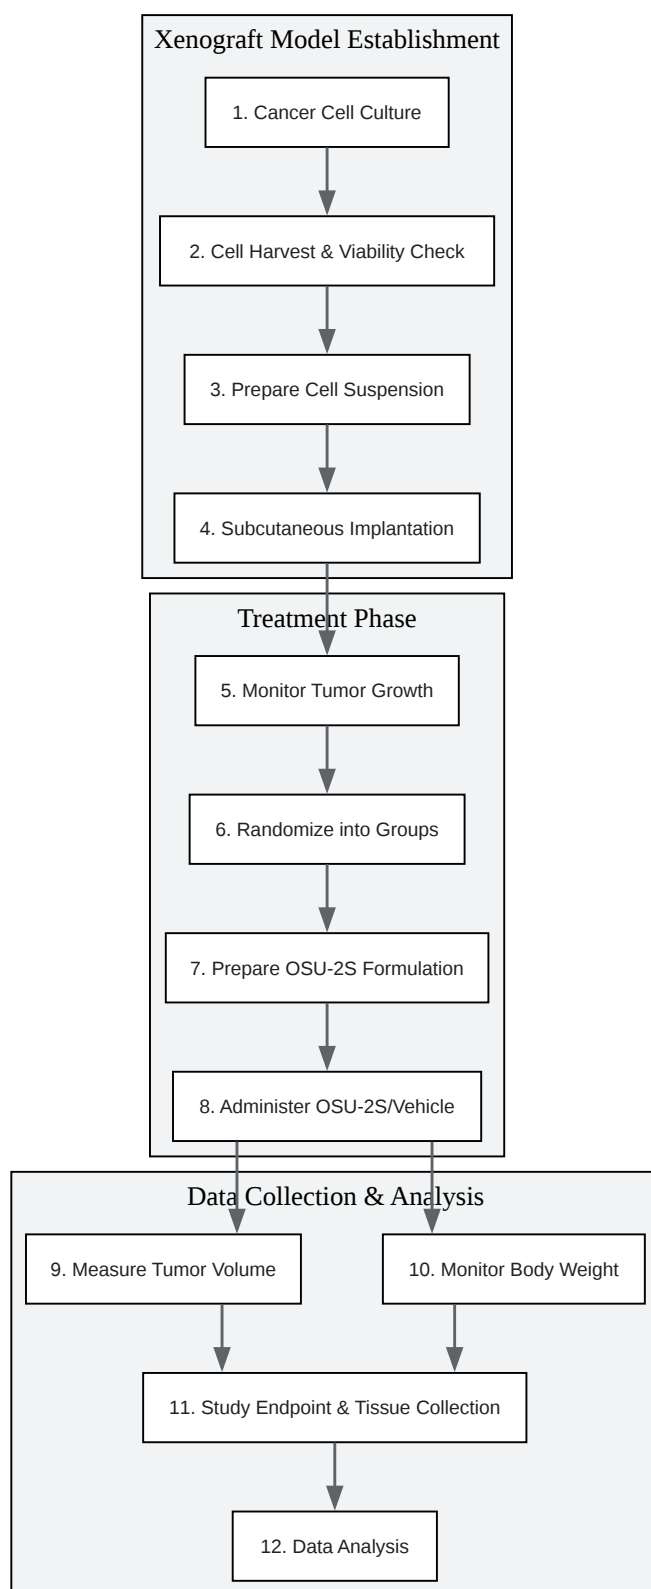 Xenograft Model Establishment
1. Cancer Cell Culture
2. Cell Harvest & Viability Check
3. Prepare Cell Suspension
4. Subcutaneous Implantation
Treatment Phase
5. Monitor Tumor Growth
6. Randomize into Groups
7. Prepare OSU-2S Formulation
8. Administer OSU-2S/Vehicle
Data Collection & Analysis
9. Measure Tumor Volume
10. Monitor Body Weight
11. Study Endpoint & Tissue Collection
12. Data Analysis